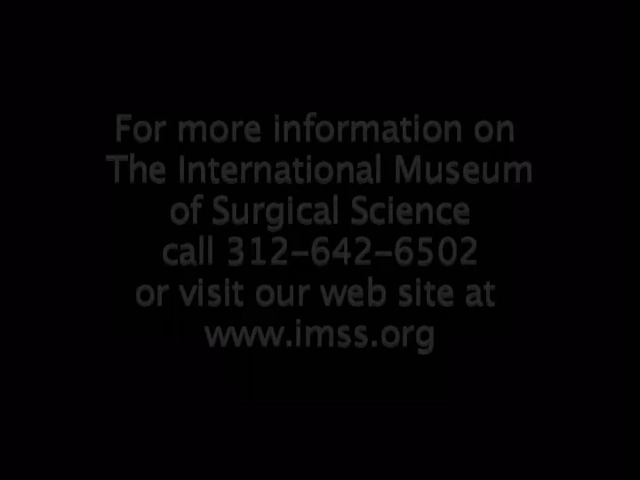 For more information on
The International Museum
of Surgical Science
call 312-642-6502
or visit our web site at
www.imss.org